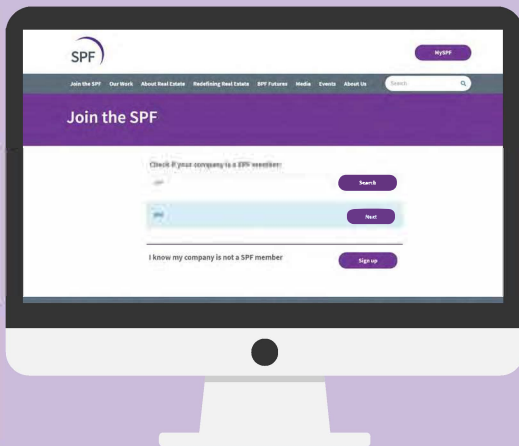 SPF
MySPF
Join the SPF Our Work About Real Estate Redefining Real Estate BPF Futures Media Events About Us Search
Join the SPF
Check if your company is a SPF member:
Search
Next
I know my company is not a SPF member
Sign up